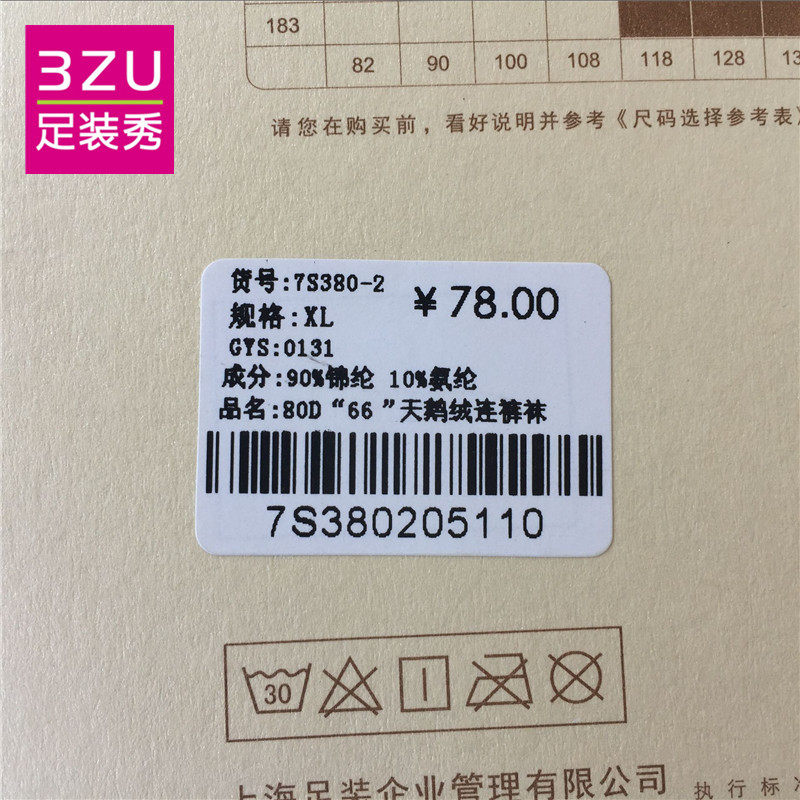 183
82 90 100 108 118 128
3ZU
足装秀
请您在购买前，看好说明并参考《尺码选择参考表》
货号:7S380-2
¥78.00
规格:XL
GYS:0131
成分:90%锦纶 10%氨纶
品名:80D“66”天鹅绒连裤袜
7S380205110
30
上海足装企业管理有限公司 执行标